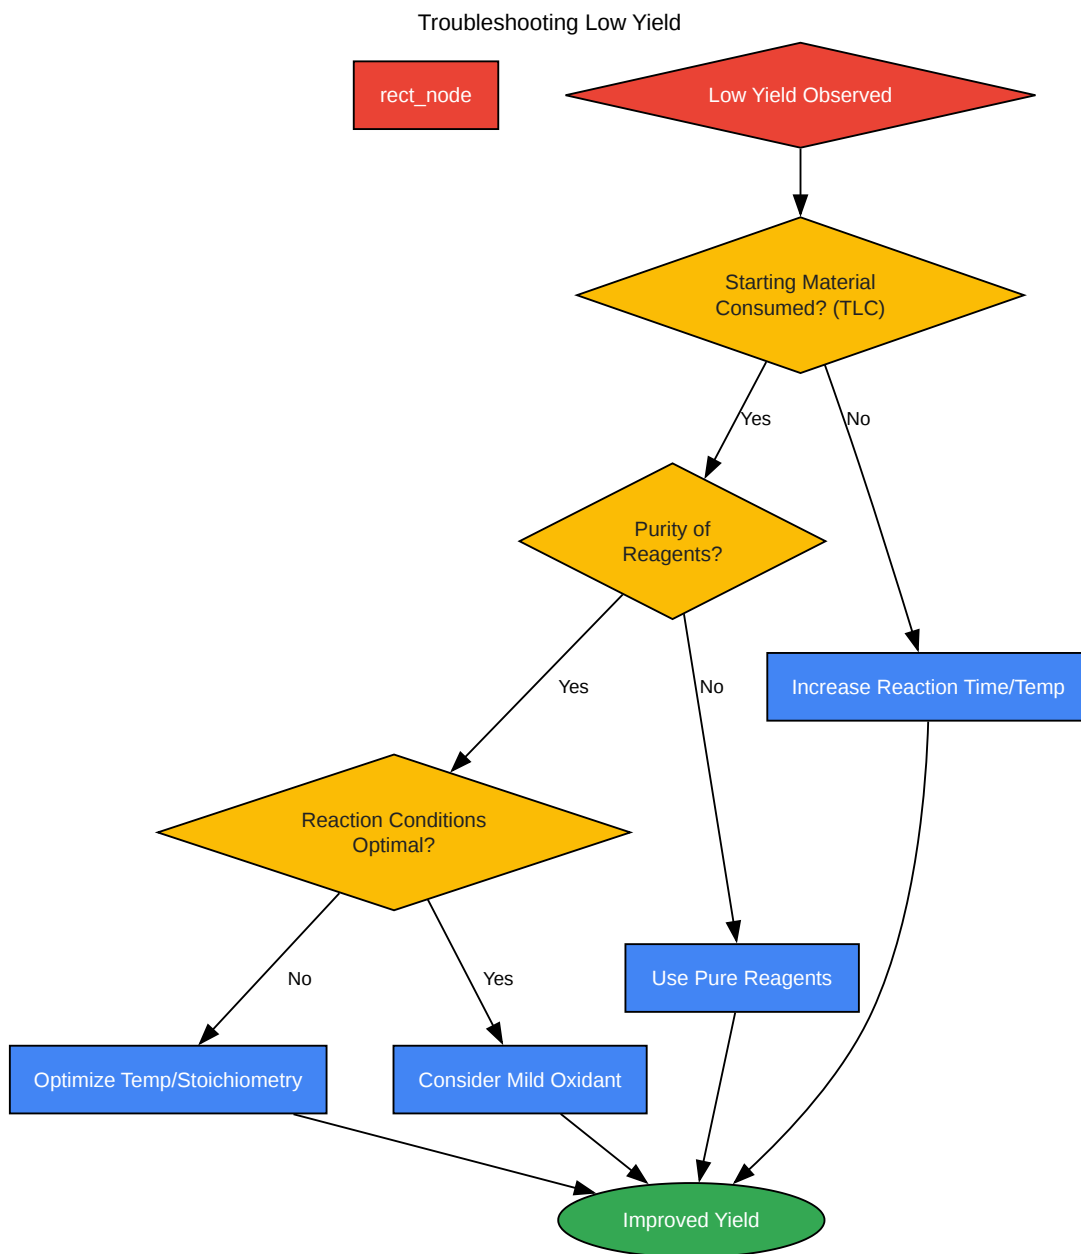 Troubleshooting Low Yield
rect_node
Low Yield Observed
Starting Material
Consumed? (TLC)
Yes
No
Purity of
Reagents?
Yes
No
Increase Reaction Time/Temp
Reaction Conditions
Optimal?
No
Yes
Use Pure Reagents
Optimize Temp/Stoichiometry
Consider Mild Oxidant
Improved Yield